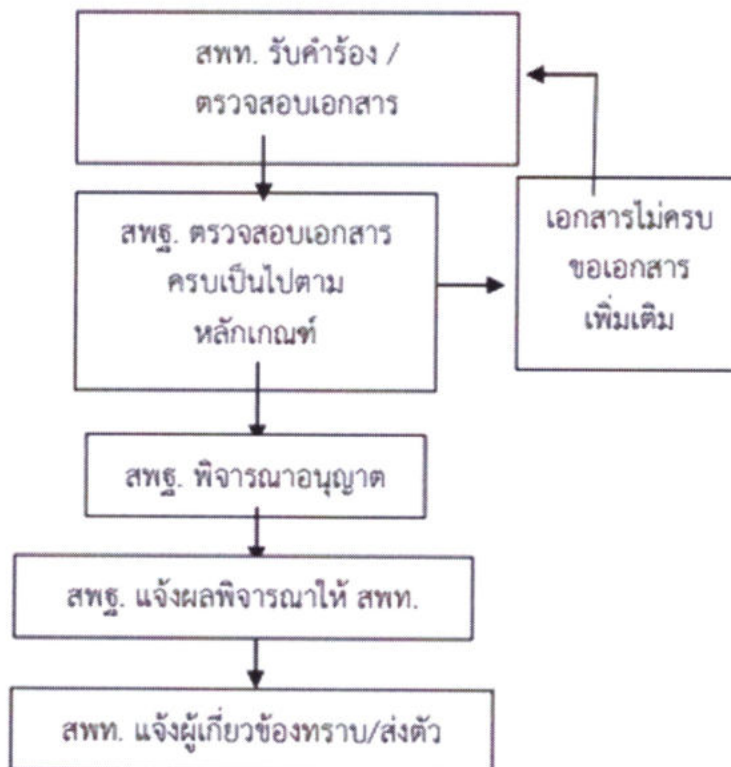 สพท. รับคำร้อง /
ตรวจสอบเอกสาร
สพฐ. ตรวจสอบเอกสาร
ครบเป็นไปตาม
หลักเกณฑ์
เอกสารไม่ครบ
ขอเอกสาร
เพิ่มเติม
สพฐ. พิจารณาอนุญาต
สพฐ. แจ้งผลพิจารณาให้ สพท.
สพท. แจ้งผู้เกี่ยวข้องทราบ/ส่งตัว